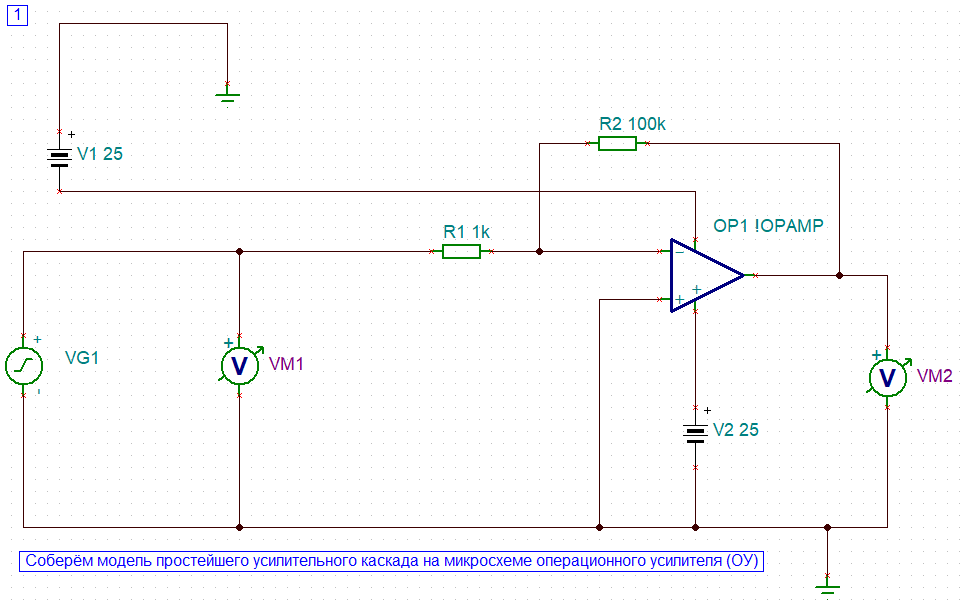 1
R2 100k
V1 25
OP1 !OPAMP
R1 1k
VG1
VM1
VM2
V2 25
Соберём модель простейшего усилительного каскада на микросхеме операционного усилителя (ОУ)